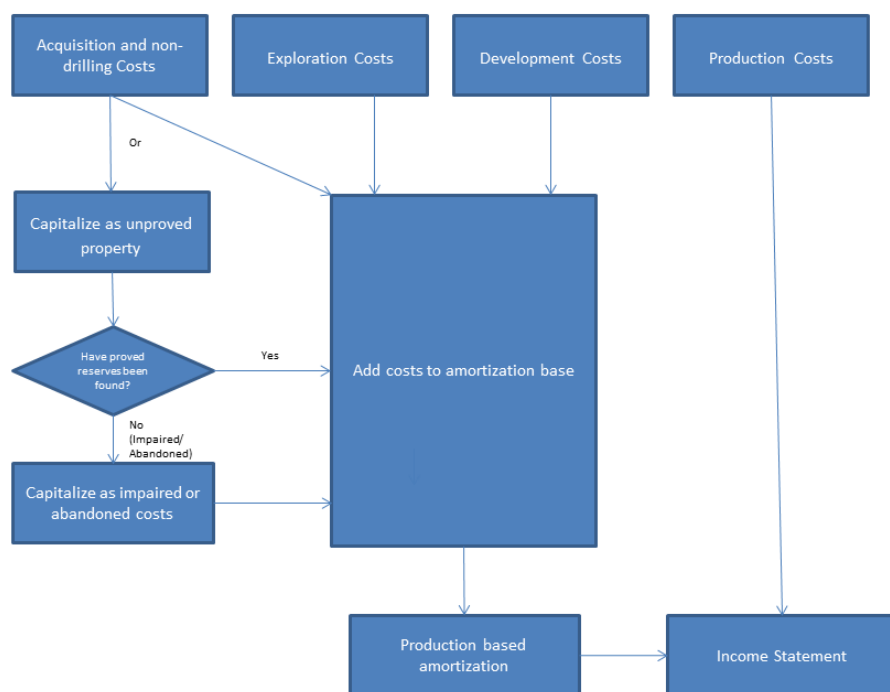 Acquisition and non-
drilling Costs
Exploration Costs
Development Costs
Production Costs
Or
Capitalize as unproved
property
Have proved
reserves been
found?
Yes
No
(Impaired/
Abandoned)
Add costs to amortization base
Capitalize as impaired or
abandoned costs
Production based
amortization
Income Statement